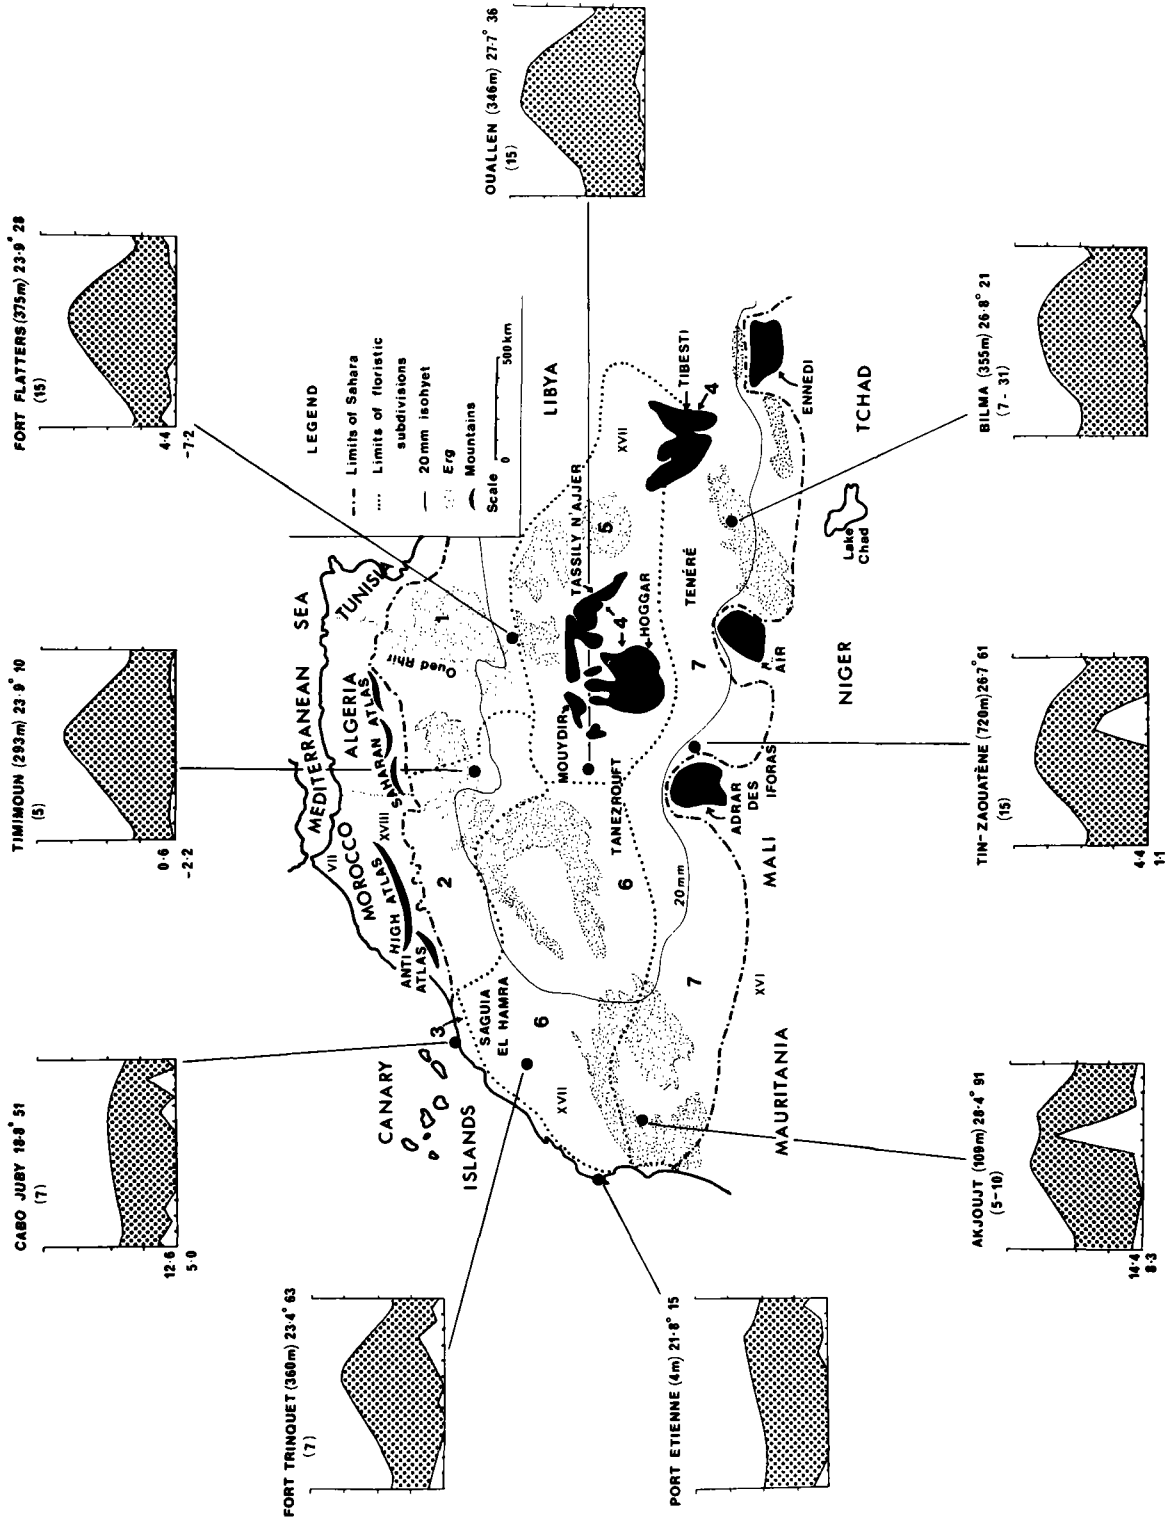 FORT TRINQUET (360m) 23·4° 63
(7)
CABO JUBY 18·8° 51
(7)
12·6
5·0
TIMIMOUN (293m) 23·9° 10
(5)
0·6
-2·2
FORT FLATTERS (375m) 23·9° 28
(15)
4·4
-7·2
OUALLEN (346m) 27·7° 36
(15)
PORT ETIENNE (4m) 21·8° 15
AKJOUJT (109m) 28·4° 91
(5-10)
14·4
8·3
TIN-ZAOUATÈNE (720m) 26·7° 61
(15)
4·4
1·1
BILMA (355m) 26·8° 21
(7 - 31)
LEGEND
Limits of Sahara
Limits of floristic
subdivisions
20 mm isohyet
Erg
Mountains
Scale
0
500 km
MEDITERRANEAN SEA
TUNISIA
ALGERIA
SAHARAN ATLAS
MOROCCO
VII
XVIII
HIGH ATLAS
ANTI
ATLAS
Oued Rhir
1
2
3
CANARY
ISLANDS
SAGUIA
EL HAMRA
6
XVII
LIBYA
XVII
TASSILY N'AJJER
5
4
HOGGAR
MOUYDIR
TANEZROUFT
6
TIBESTI
4
TENÉRÉ
7
AIR
ENNEDI
TCHAD
Lake
Chad
NIGER
ADRAR
DES
IFORAS
MALI
20 mm
7
XVI
MAURITANIA